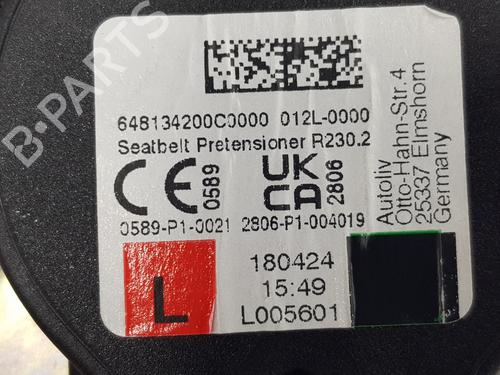 B-PARTS
648134200C0000 012L-0000
Seatbelt Pretensioner R230.2
CE 0589
UK CA 2806
0589-P1-0021 2806-P1-004019
Autoliv
Otto-Hahn-Str.4
25337 Elmshorn
Germany
L
180424
15:49
L005601